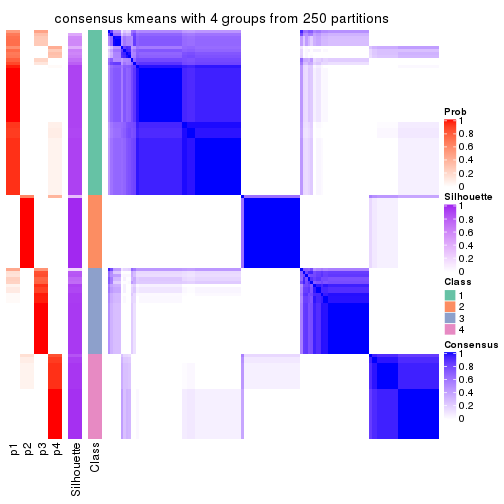 consensus kmeans with 4 groups from 250 partitions
Prob
1
0.8
0.6
0.4
0.2
0
Silhouette
1
0.8
0.6
0.4
0.2
0
Class
1
2
3
4
Consensus
1
0.8
0.6
0.4
0.2
0
p1
p2
p3
p4
Silhouette
Class